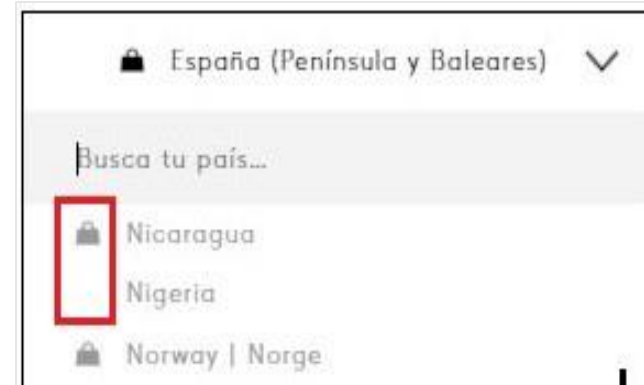 España (Península y Baleares)
Busca tu país...
Nicaragua
Nigeria
Norway | Norge